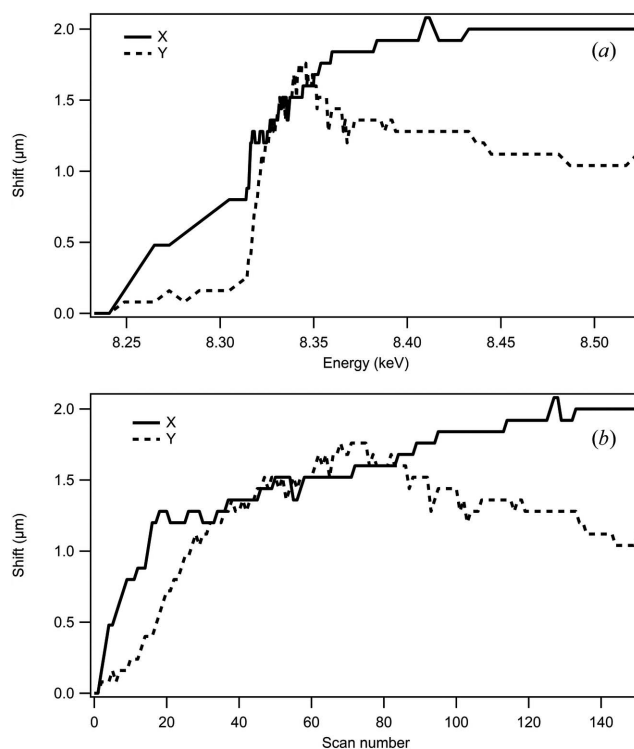 2.0
X
Y
(a)
1.5
Shift (µm)
1.0
0.5
0.0
8.25 8.30 8.35 8.40 8.45 8.50
Energy (keV)
2.0
X
Y
(b)
1.5
Shift (µm)
1.0
0.5
0.0
0 20 40 60 80 100 120 140
Scan number